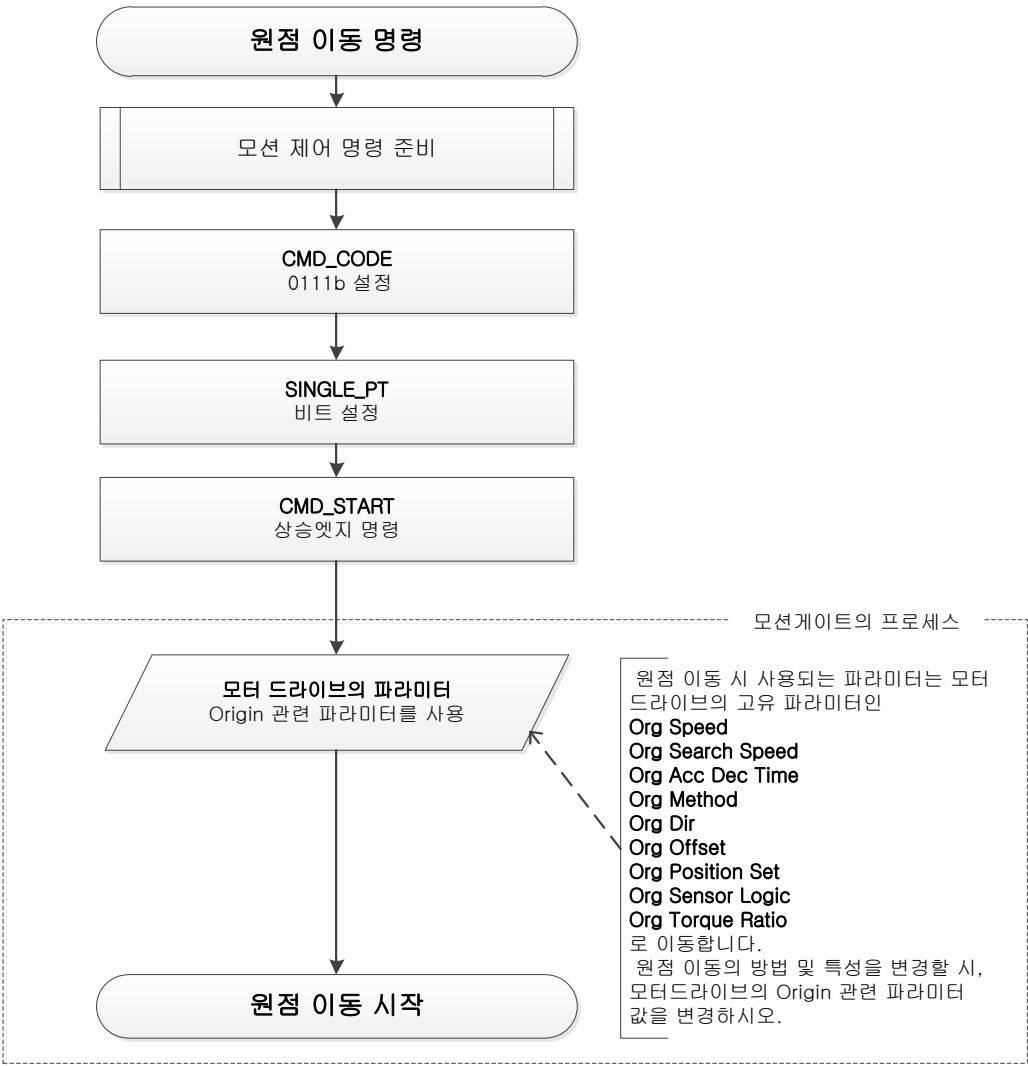 원점 이동 명령
모션 제어 명령 준비
CMD_CODE
0111b 설정
SINGLE_PT
비트 설정
CMD_START
상승엣지 명령
모션게이트의 프로세스
모터 드라이브의 파라미터
Origin 관련 파라미터를 사용
원점 이동 시 사용되는 파라미터는 모터
드라이브의 고유 파라미터인
Org Speed
Org Search Speed
Org Acc Dec Time
Org Method
Org Dir
Org Offset
Org Position Set
Org Sensor Logic
Org Torque Ratio
로 이동합니다.
원점 이동의 방법 및 특성을 변경할 시,
모터드라이브의 Origin 관련 파라미터
값을 변경하시오.
원점 이동 시작